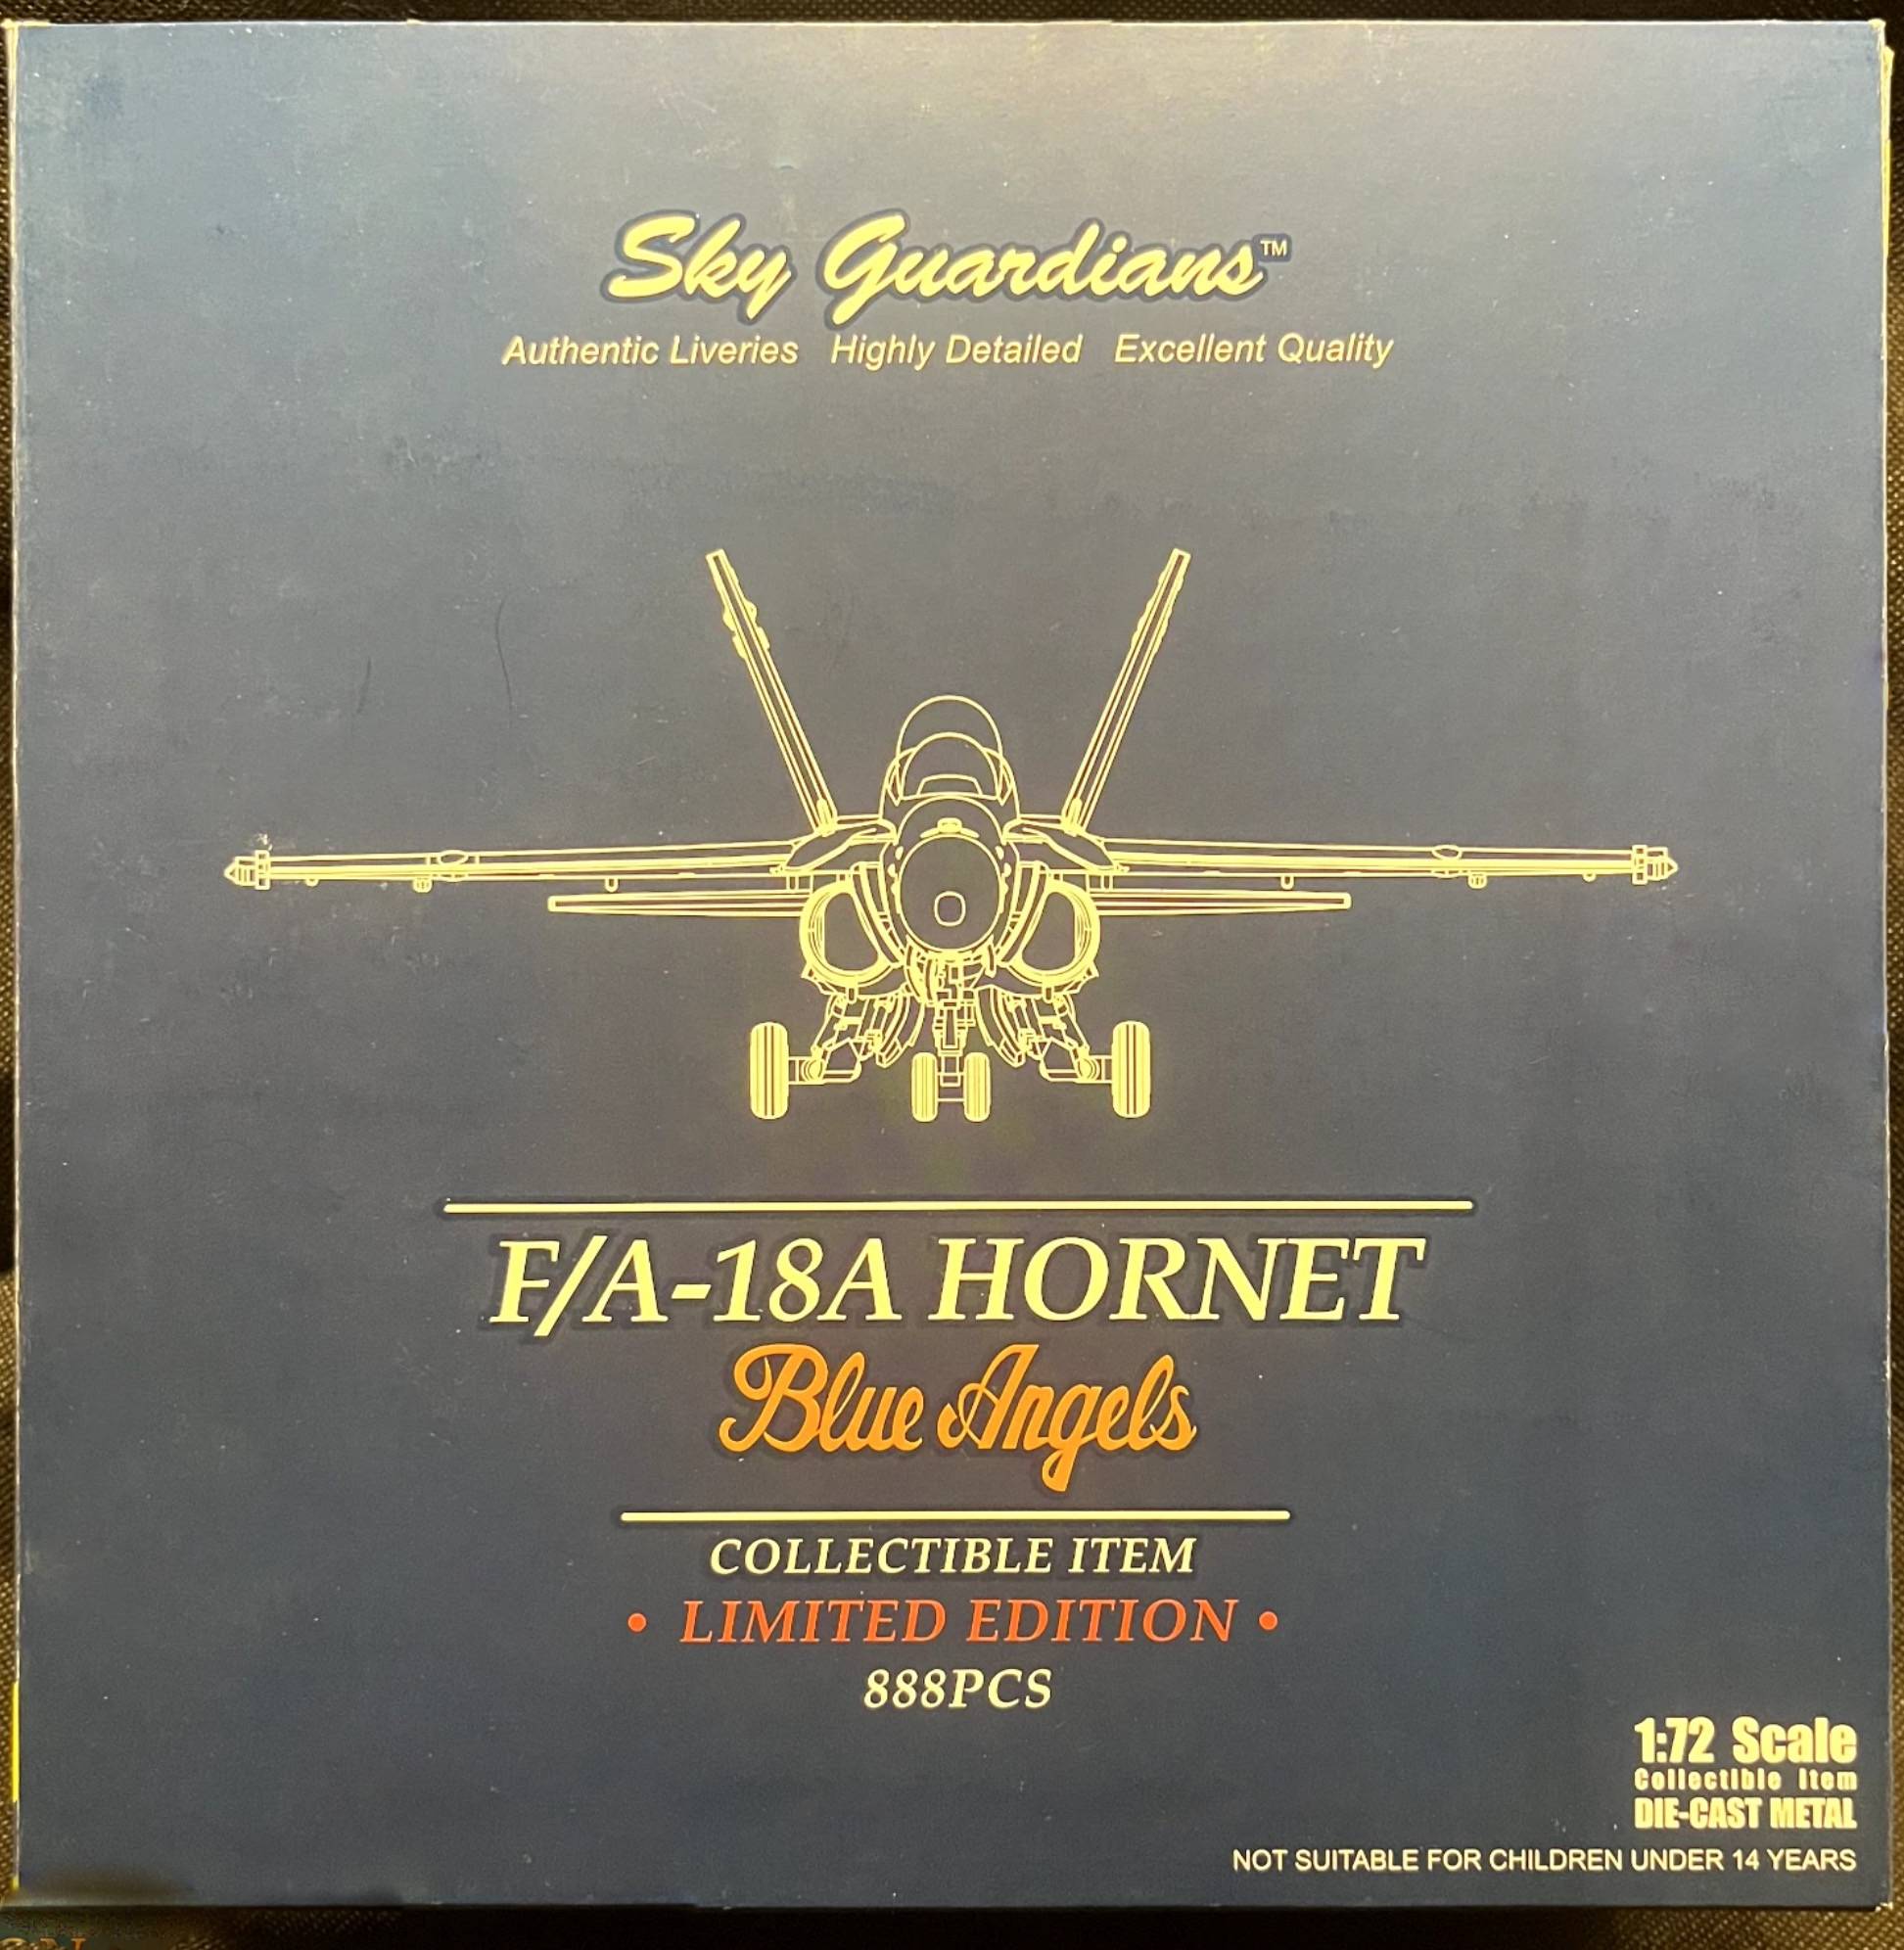 Sky Guardians™
Authentic Liveries Highly Detailed Excellent Quality
F/A-18A HORNET
Blue Angels
COLLECTIBLE ITEM
• LIMITED EDITION •
888PCS
1:72 Scale
Collectible Item
DIE-CAST METAL
NOT SUITABLE FOR CHILDREN UNDER 14 YEARS